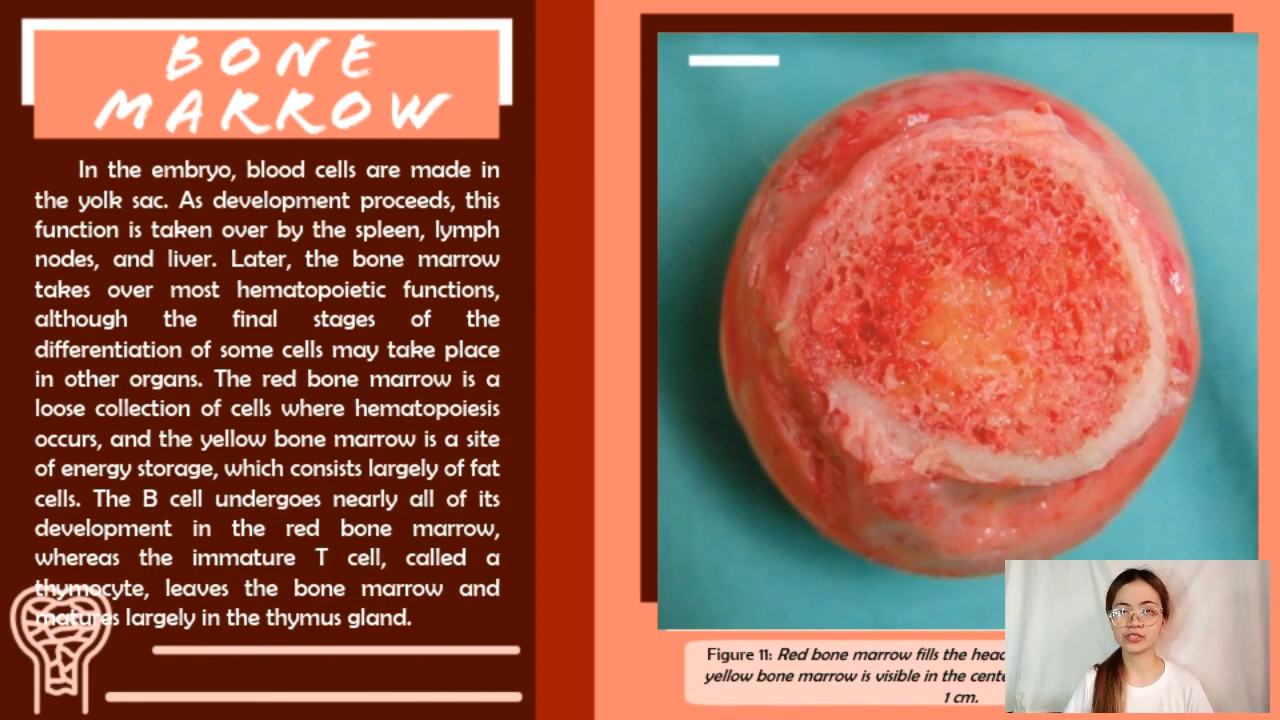 BONE
MARROW
In the embryo, blood cells are made in
the yolk sac. As development proceeds, this
function is taken over by the spleen, lymph
nodes, and liver. Later, the bone marrow
takes over most hematopoietic functions,
although the final stages of the
differentiation of some cells may take place
in other organs. The red bone marrow is a
loose collection of cells where hematopoiesis
occurs, and the yellow bone marrow is a site
of energy storage, which consists largely of fat
cells. The B cell undergoes nearly all of its
development in the red bone marrow,
whereas the immature T cell, called a
thymocyte, leaves the bone marrow and
matures largely in the thymus gland.
Figure 11: Red bone marrow fills the head
yellow bone marrow is visible in the
1 cm.